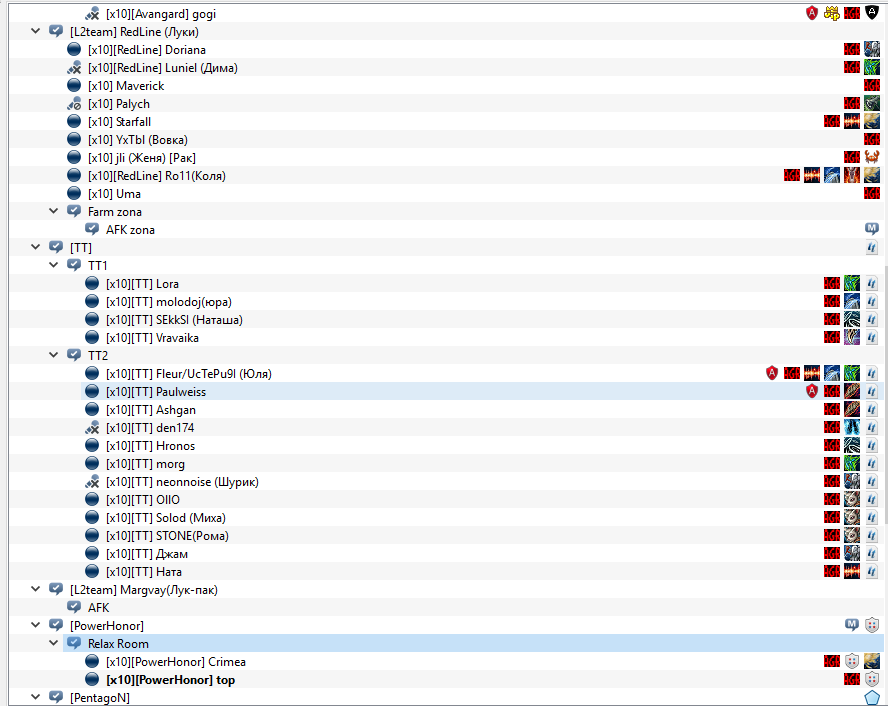 [x10][Avangard] gogi
[L2team] RedLine (Луки)
[x10][RedLine] Doriana
[x10][RedLine] Luniel (Дима)
[x10] Maverick
[x10] Palych
[x10] Starfall
[x10] YxTbI (Вовка)
[x10] jli (Женя) [Рак]
[x10][RedLine] Ro11(Коля)
[x10] Uma
Farm zona
AFK zona
[TT]
TT1
[x10][TT] Lora
[x10][TT] molodoj(юра)
[x10][TT] SEkkSI (Наташа)
[x10][TT] Vravaika
TT2
[x10][TT] Fleur/UcTePu9I (Юля)
[x10][TT] Paulweiss
[x10][TT] Ashgan
[x10][TT] den174
[x10][TT] Hronos
[x10][TT] morg
[x10][TT] neonnoise (Шурик)
[x10][TT] OIIO
[x10][TT] Solod (Миха)
[x10][TT] STONE(Рома)
[x10][TT] Джам
[x10][TT] Ната
[L2team] Margvay(Лук-пак)
AFK
[PowerHonor]
Relax Room
[x10][PowerHonor] Crimea
[x10][PowerHonor] top
[PentagoN]